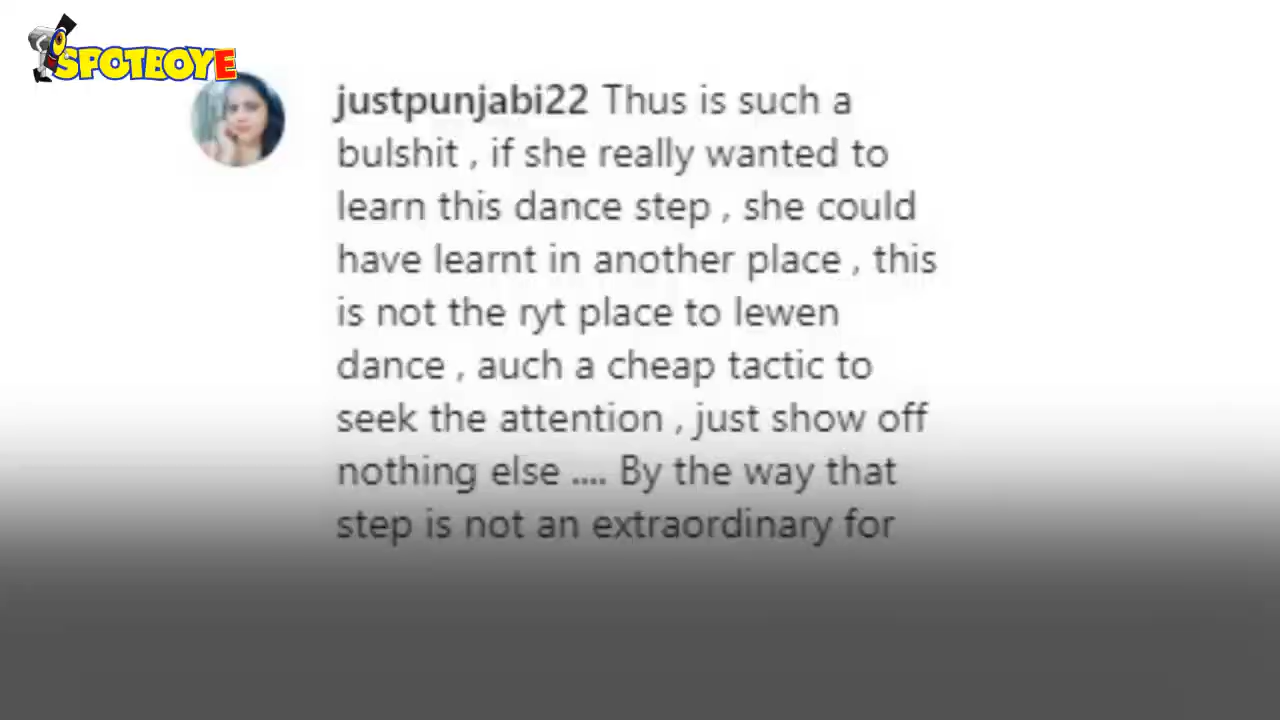 SPOTBOYE
justpunjabi22 Thus is such a
bulshit , if she really wanted to
learn this dance step , she could
have learnt in another place , this
is not the ryt place to lewen
dance , auch a cheap tactic to
seek the attention , just show off
nothing else .... By the way that
step is not an extraordinary for